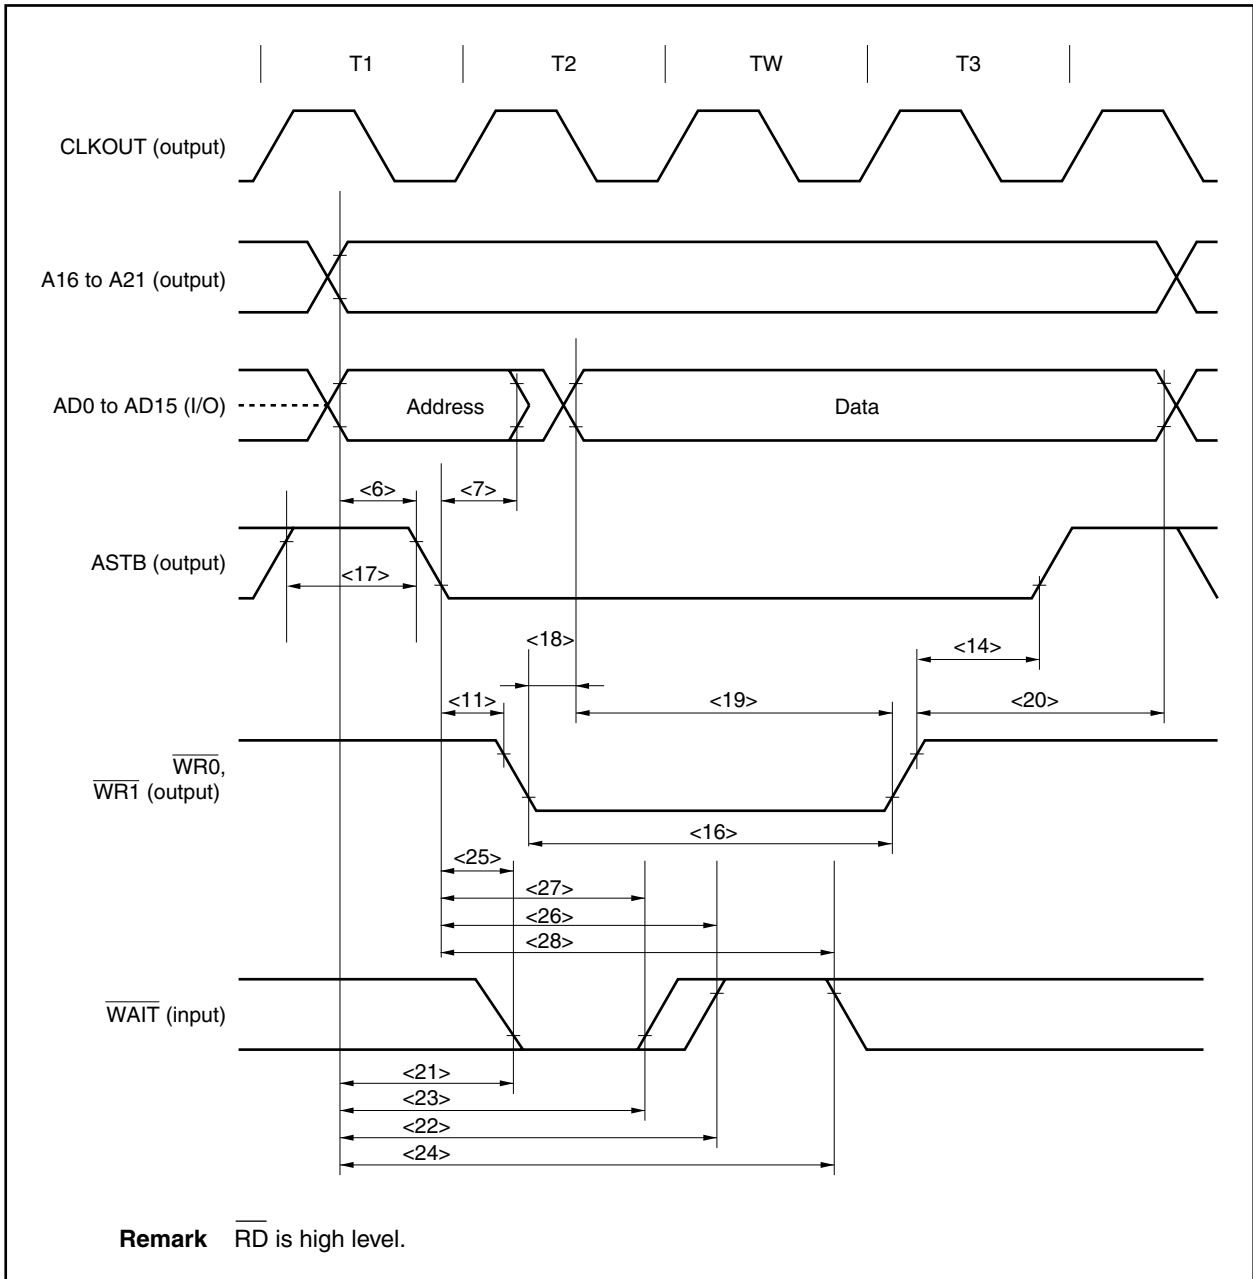 T1 T2 TW T3
CLKOUT (output)
A16 to A21 (output)
AD0 to AD15 (I/O) Address Data
<6> <7>
ASTB (output)
<17>
<18> <14>
<11> <19> <20>
WR0,
WR1 (output)
<16>
<25>
<27>
<26>
<28>
WAIT (input)
<21>
<23>
<22>
<24>
Remark RD is high level.